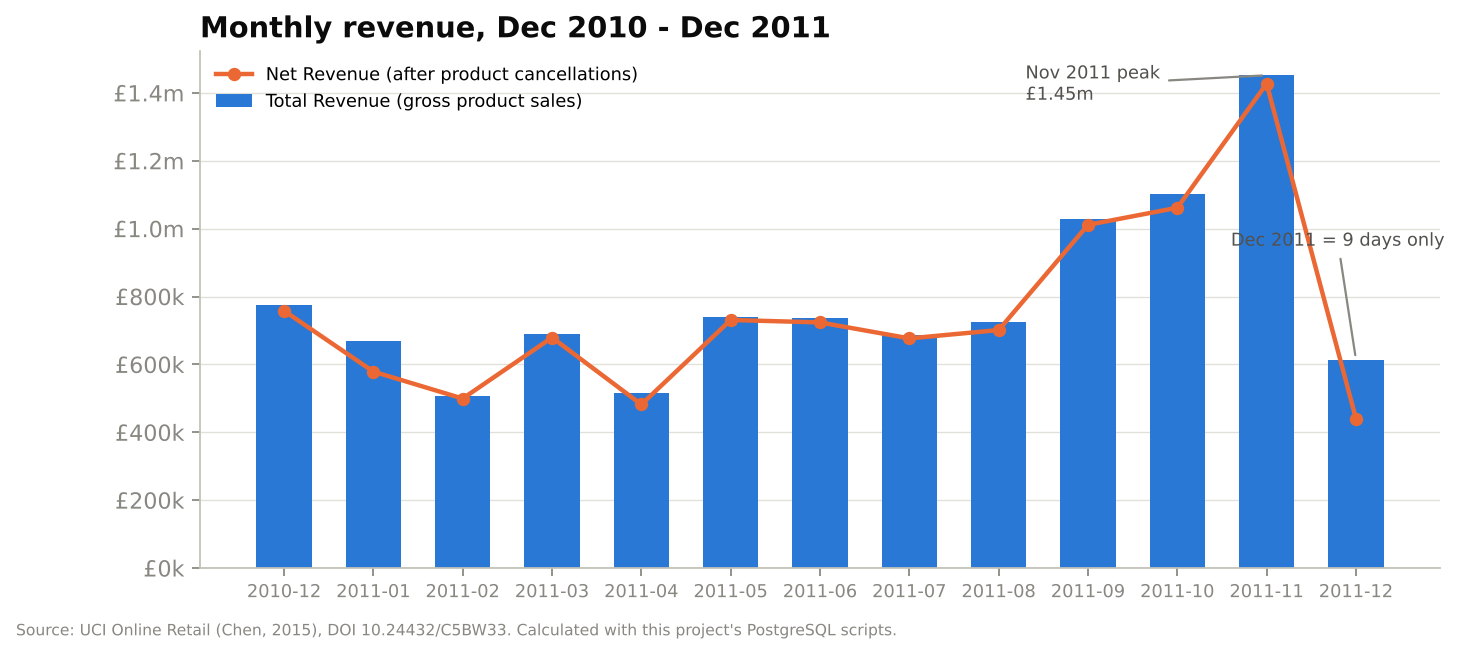 Monthly revenue, Dec 2010 - Dec 2011
Net Revenue (after product cancellations)
Total Revenue (gross product sales)
Nov 2011 peak
£1.45m
Dec 2011 = 9 days only
£1.4m
£1.2m
£1.0m
£800k
£600k
£400k
£200k
£0k
2010-12 2011-01 2011-02 2011-03 2011-04 2011-05 2011-06 2011-07 2011-08 2011-09 2011-10 2011-11 2011-12
Source: UCI Online Retail (Chen, 2015), DOI 10.24432/C5BW33. Calculated with this project's PostgreSQL scripts.